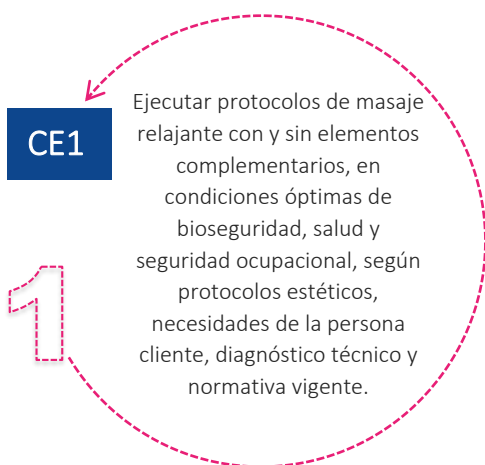 CE1
Ejecutar protocolos de masaje
relajante con y sin elementos
complementarios, en
condiciones óptimas de
bioseguridad, salud y
seguridad ocupacional, según
protocolos estéticos,
necesidades de la persona
cliente, diagnóstico técnico y
normativa vigente.
1